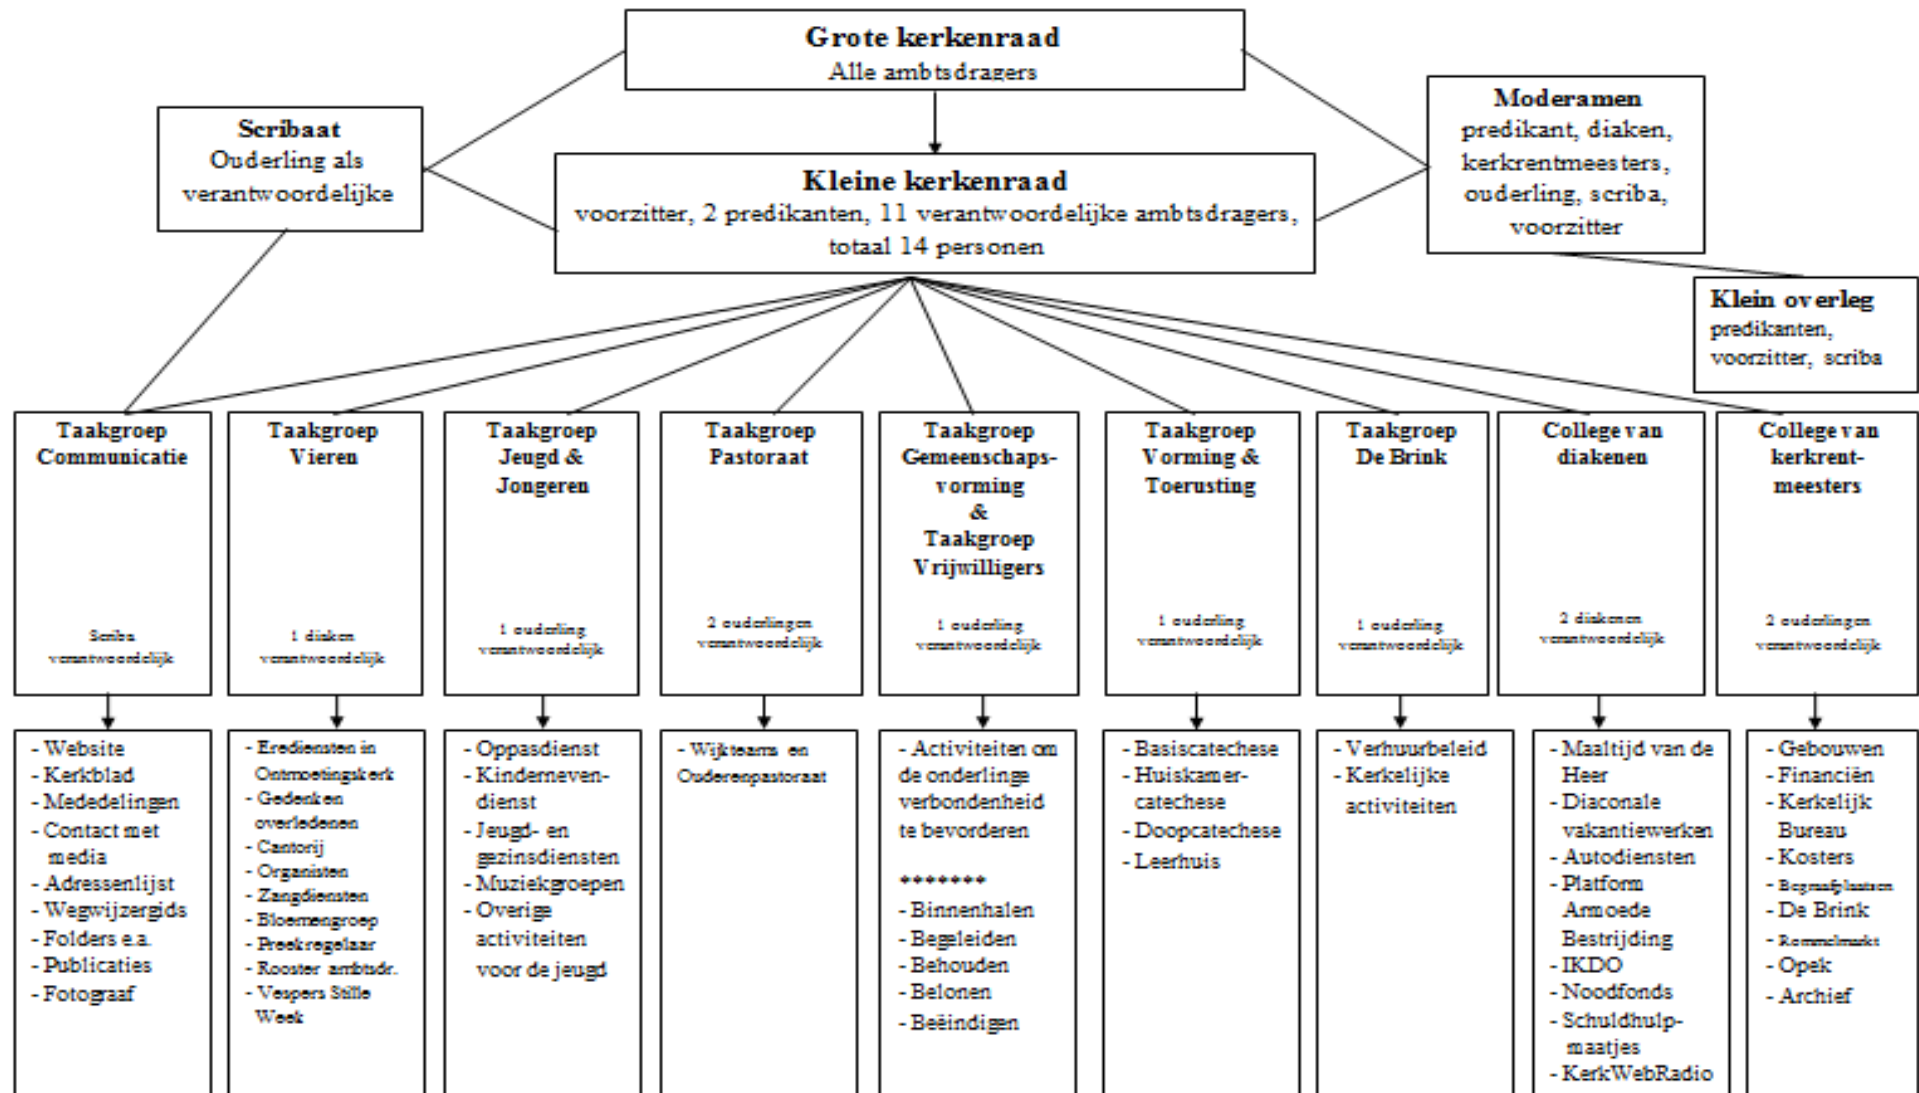 Grote kerkenraad
Alle ambtsdragers
Scribaat
Ouderling als
verantwoordelijke
Kleine kerkenraad
voorzitter, 2 predikanten, 11 verantwoordelijke ambtsdragers,
totaal 14 personen
Moderamen
predikant, diaken,
kerkrentmeesters,
ouderling, scriba,
voorzitter
Klein overleg
predikanten,
voorzitter, scriba
Taakgroep
Communicatie
Scriba
verantwoordelijk
Taakgroep
Vieren
1 diaken
verantwoordelijk
Taakgroep
Jeugd &
Jongeren
1 ouderling
verantwoordelijk
Taakgroep
Pastoraat
2 ouderlingen
verantwoordelijk
Taakgroep
Gemeenschaps-
vorming
&
Taakgroep
Vrijwilligers
1 ouderling
verantwoordelijk
Taakgroep
Vorming &
Toerusting
1 ouderling
verantwoordelijk
Taakgroep
De Brink
1 ouderling
verantwoordelijk
College van
diakenen
2 diakenen
verantwoordelijk
College van
kerkrent-
meesters
2 ouderlingen
verantwoordelijk
- Website
- Kerkblad
- Mededelingen
- Contact met
media
- Adressenlijst
- Wegwijzergids
- Folders e.a.
- Publicaties
- Fotograaf
- Erediensten in
Ontmoetingskerk
- Gedenken
overledenen
- Cantorij
- Organisten
- Zangdiensten
- Bloemengroep
- Preekregelaar
- Rooster ambtsdr.
- Vespers Stille
Week
- Oppasdienst
- Kinderneven-
dienst
- Jeugd- en
gezinsdiensten
- Muziekgroepen
- Overige
activiteiten
voor de jeugd
- Wijkteams en
Ouderenpastoraat
- Activiteiten om
de onderlinge
verbondenheid
te bevorderen
*******
- Binnenhalen
- Begeleiden
- Behouden
- Belonen
- Beëindigen
- Basiscatechese
- Huiskamer-
catechese
- Doopcatechese
- Leerhuis
- Verhuurbeleid
- Kerkelijke
activiteiten
- Maaltijd van de
Heer
- Diaconale
vakantiewerken
- Autodiensten
- Platform
Armoede
Bestrijding
- IKDO
- Noodfonds
- Schuldhulp-
maatjes
- KerkWebRadio
- Gebouwen
- Financiën
- Kerkelijk
Bureau
- Kosters
- Begraafplaatsen
- De Brink
- Rommelmarkt
- Opek
- Archief